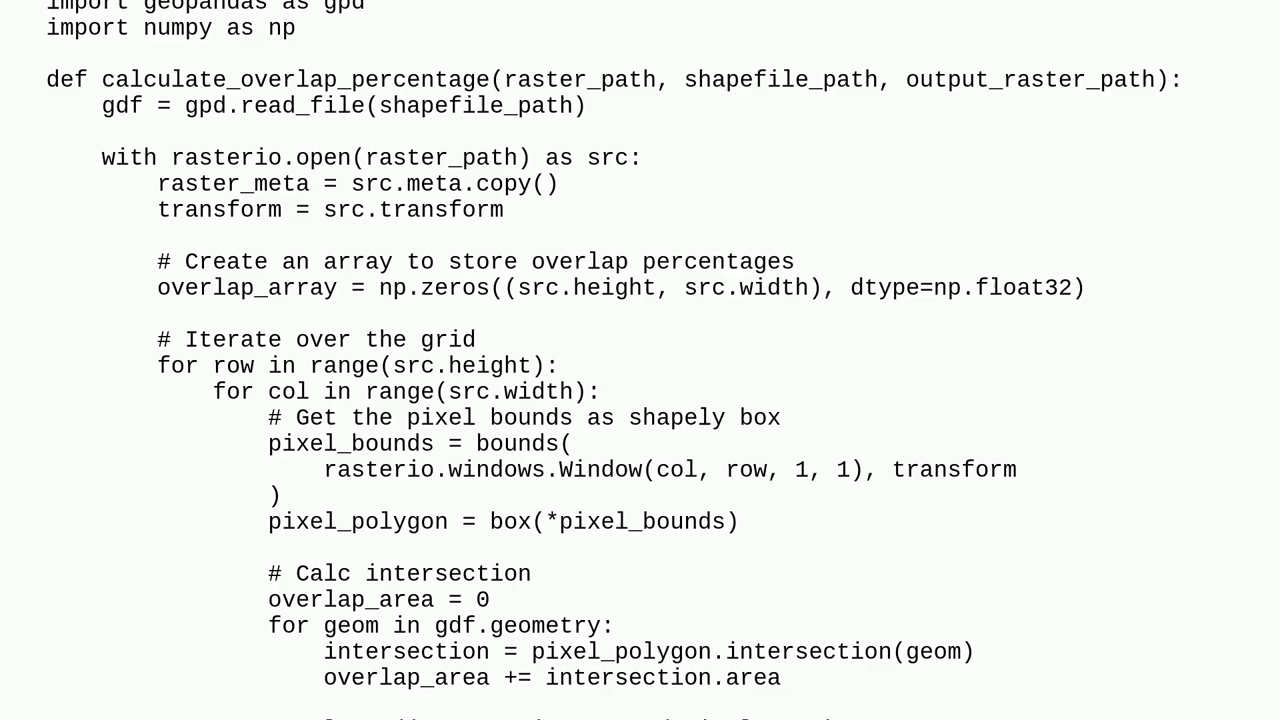 import geopandas as gpd
import numpy as np

def calculate_overlap_percentage(raster_path, shapefile_path, output_raster_path):
    gdf = gpd.read_file(shapefile_path)

    with rasterio.open(raster_path) as src:
        raster_meta = src.meta.copy()
        transform = src.transform

        # Create an array to store overlap percentages
        overlap_array = np.zeros((src.height, src.width), dtype=np.float32)

        # Iterate over the grid
        for row in range(src.height):
            for col in range(src.width):
                # Get the pixel bounds as shapely box
                pixel_bounds = bounds(
                    rasterio.windows.Window(col, row, 1, 1), transform
                )
                pixel_polygon = box(*pixel_bounds)

                # Calc intersection
                overlap_area = 0
                for geom in gdf.geometry:
                    intersection = pixel_polygon.intersection(geom)
                    overlap_area += intersection.area